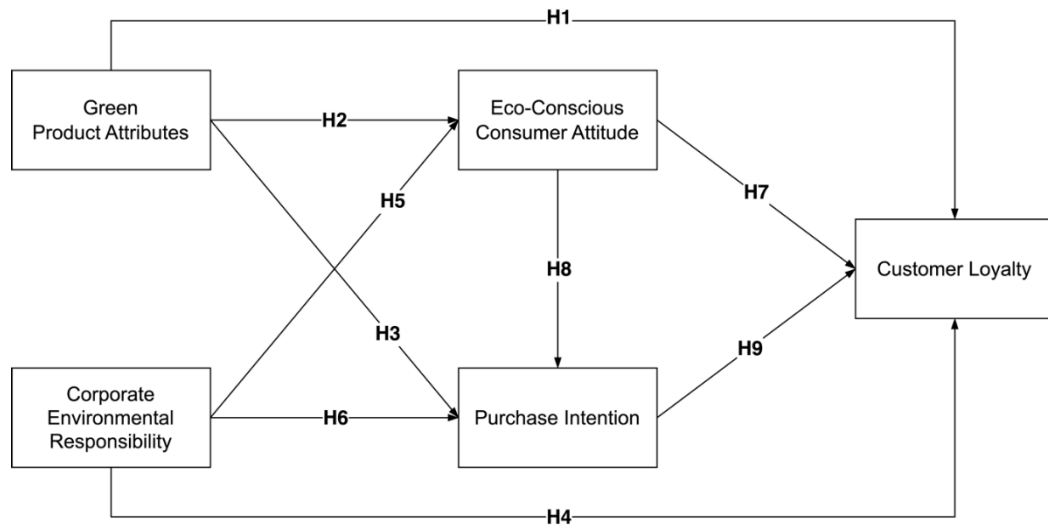 H1
Green
Product Attributes
H2
Eco-Conscious
Consumer Attitude
H5
H7
H8
Customer Loyalty
H3
H9
Corporate
Environmental
Responsibility
H6
Purchase Intention
H4